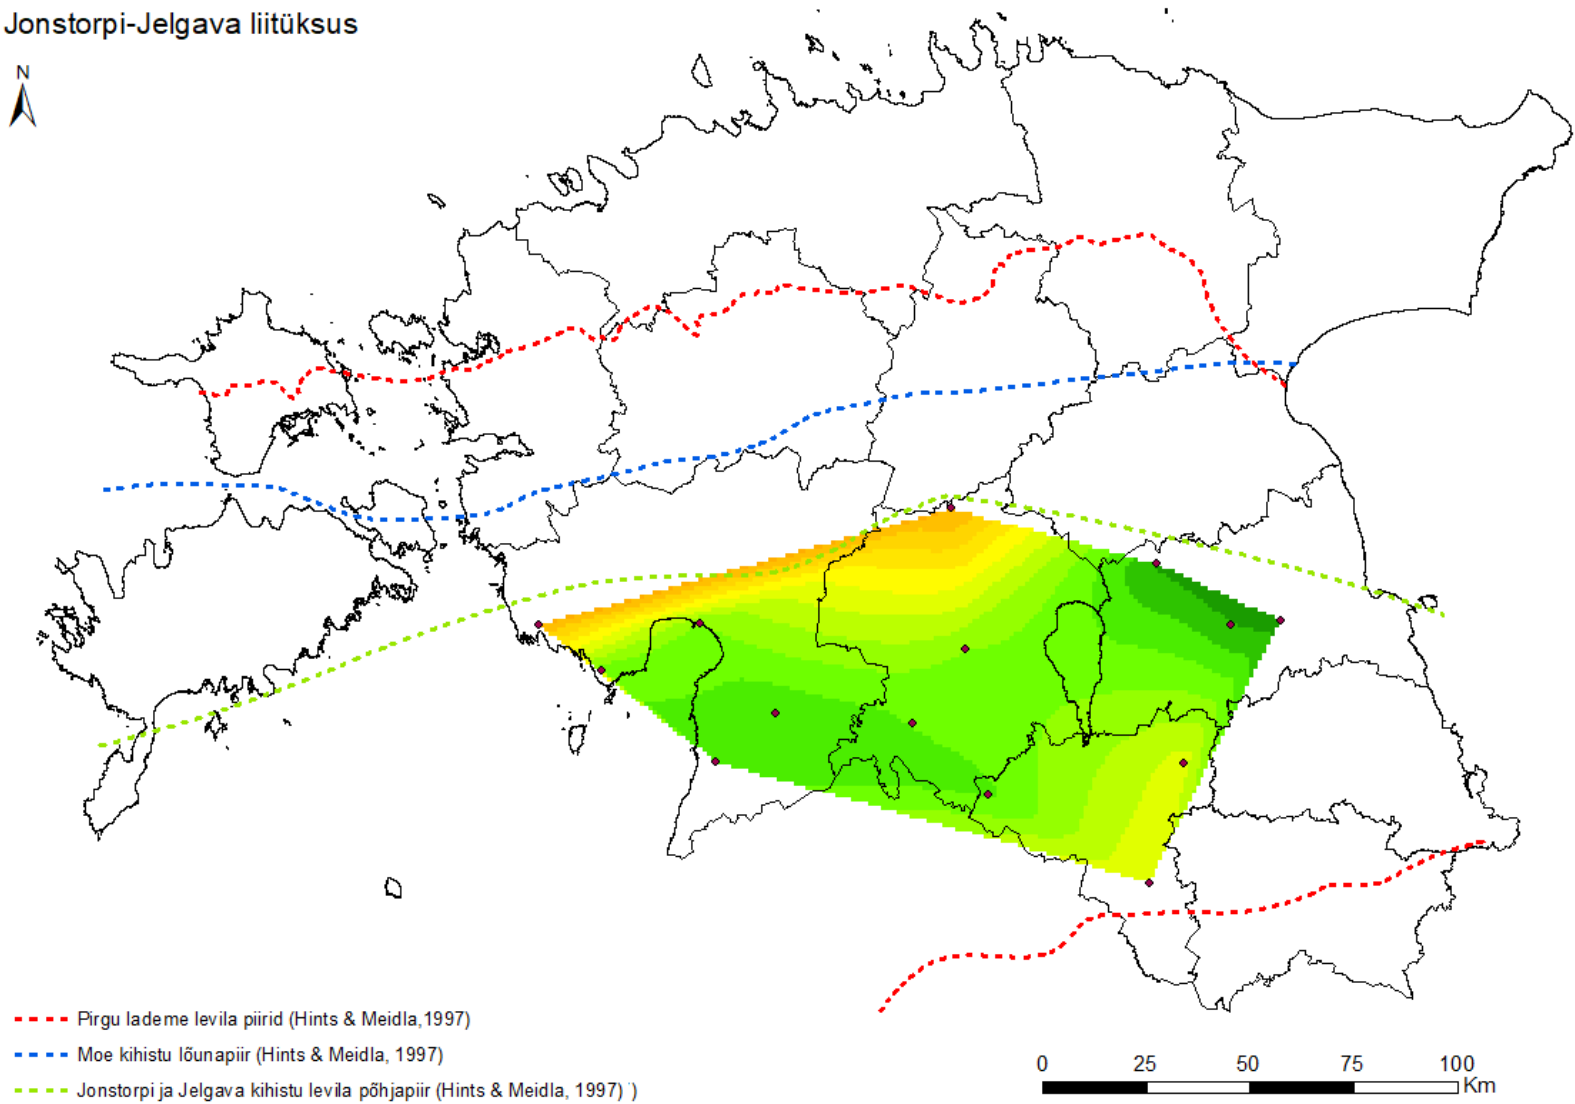 Jonstorpi-Jelgava liitüksus
N
Pirgu lademe levila piirid (Hints & Meidla,1997)
Moe kihistu lõunapiir (Hints & Meidla, 1997)
Jonstorpi ja Jelgava kihistu levila põhjapiir (Hints & Meidla, 1997) )
0 25 50 75 100
Km